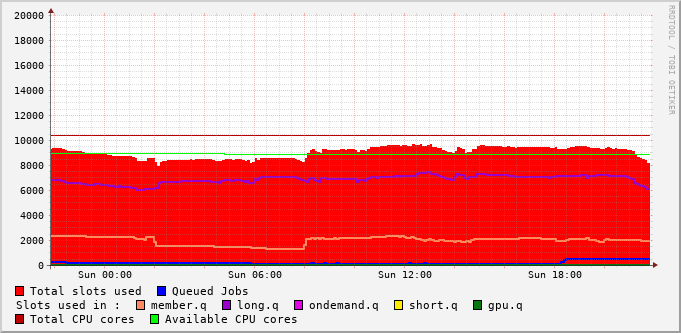 RRDTOOL / TOBI OETIKER
20000
18000
16000
14000
12000
10000
8000
6000
4000
2000
0
Sun 00:00 Sun 06:00 Sun 12:00 Sun 18:00
Total slots used Queued Jobs
Slots used in : member.q long.q ondemand.q short.q gpu.q
Total CPU cores Available CPU cores